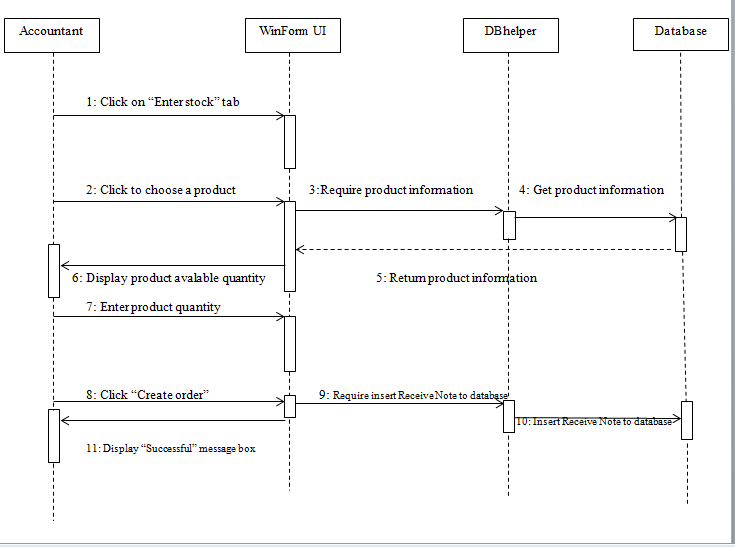 Accountant
WinForm UI
DBhelper
Database
1: Click on “Enter stock” tab
2: Click to choose a product
3:Require product information
4: Get product information
6: Display product avalable quantity
5: Return product information
7: Enter product quantity
8: Click “Create order”
9: Require insert Receive Note to database
10: Insert Receive Note to database
11: Display “Successful” message box